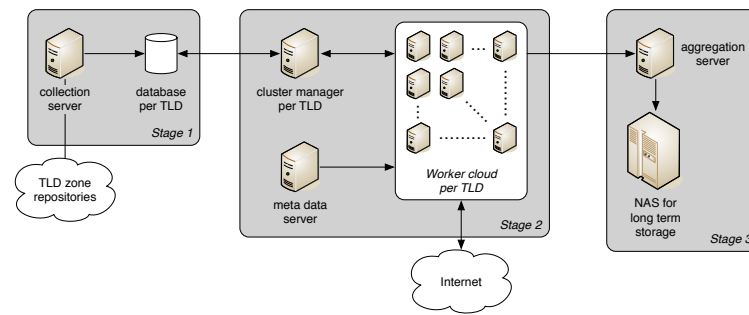 collection
server
database
per TLD
Stage 1
TLD zone
repositories
cluster manager
per TLD
meta data
server
Worker cloud
per TLD
Stage 2
Internet
aggregation
server
NAS for
long term
storage
Stage 3